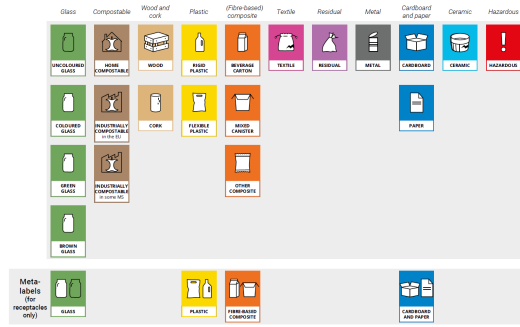 Glass
Compostable
Wood and
cork
Plastic
(Fibre-based)
composite
Textile
Residual
Metal
Cardboard
and paper
Ceramic
Hazardous
UNCOLOURED
GLASS
HOME
COMPOSTABLE
WOOD
RIGID
PLASTIC
BEVERAGE
CARTON
TEXTILE
RESIDUAL
METAL
CARDBOARD
CERAMIC
HAZARDOUS
COLOURED
GLASS
INDUSTRIALLY
COMPOSTABLE
in the EU
CORK
FLEXIBLE
PLASTIC
MIXED
CANISTER
PAPER
GREEN
GLASS
INDUSTRIALLY
COMPOSTABLE
in some MS
OTHER
COMPOSITE
BROWN
GLASS
Meta-
labels
(for
receptacles
only)
GLASS
PLASTIC
FIBRE-BASED
COMPOSITE
CARDBOARD
AND PAPER